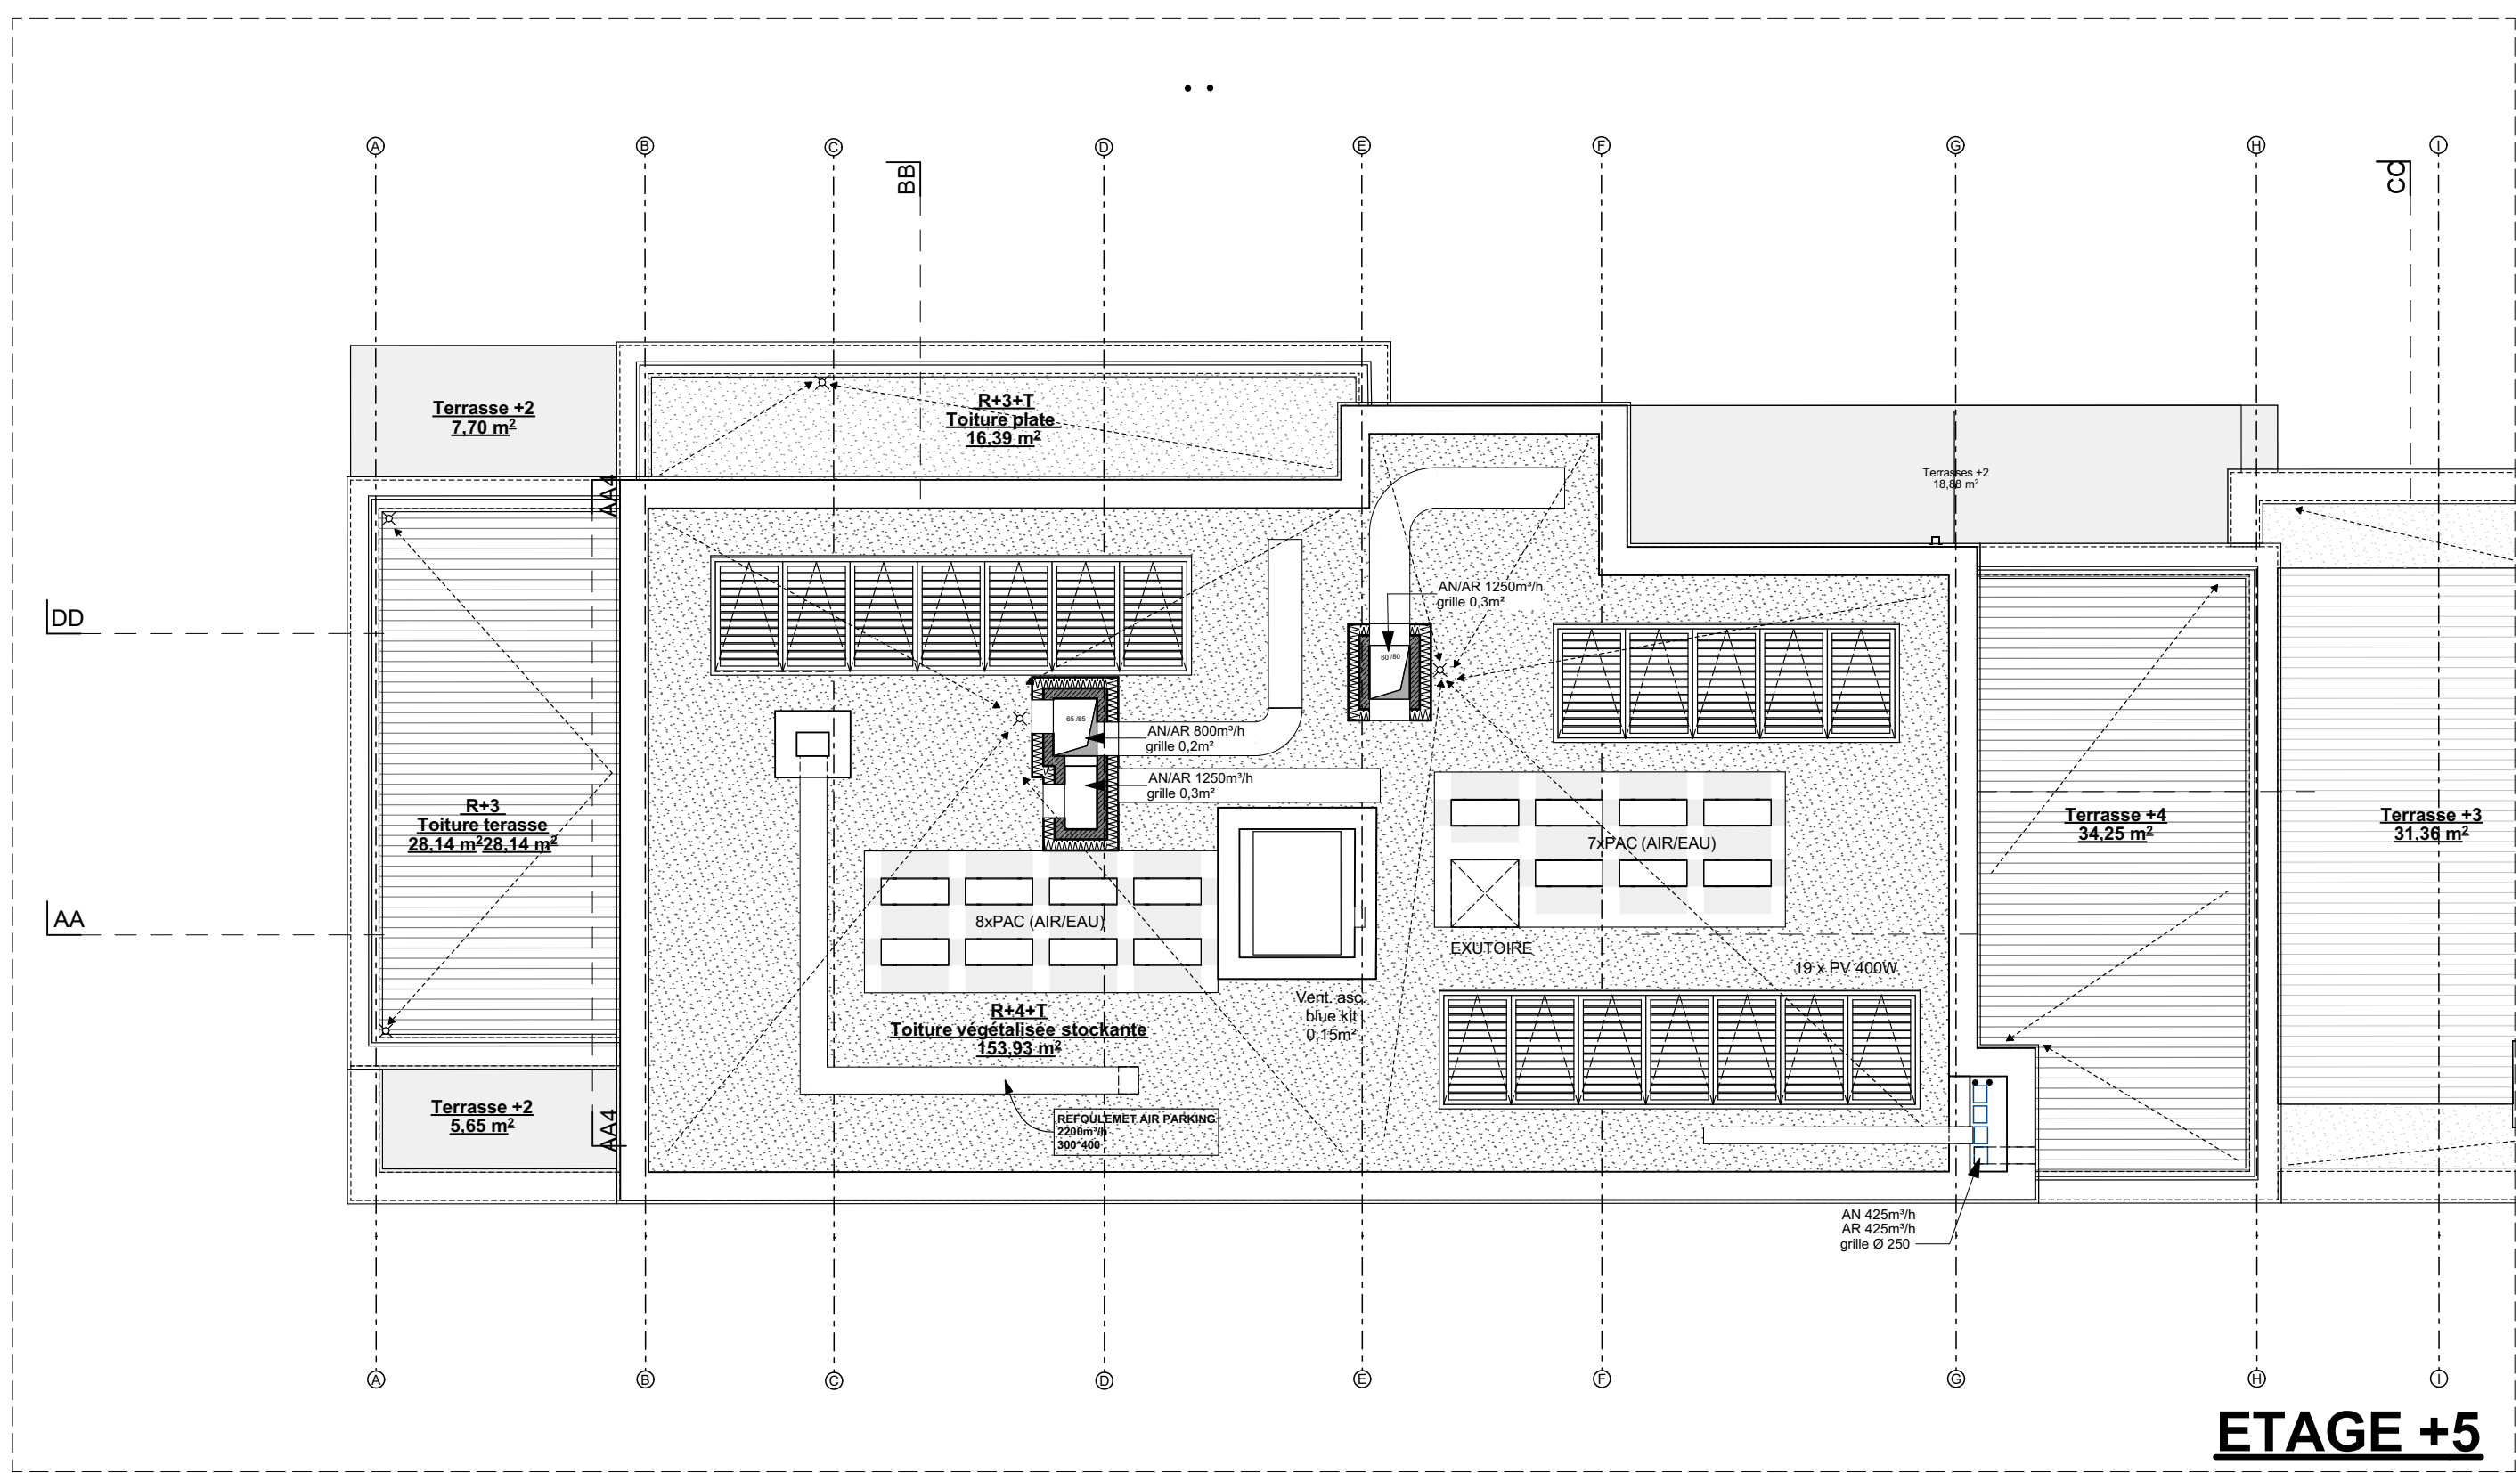 A
B
C
D
E
F
G
H
I
BB
CC
Terrasse +2
7,70 m²
R+3+T
Toiture plate
16,39 m²
Terrasses +2
18,88 m²
AA4
DD
AN/AR 1250m³/h
grille 0,3m²
60 /80
65 /85
AN/AR 800m³/h
grille 0,2m²
AN/AR 1250m³/h
grille 0,3m²
R+3
Toiture terasse
28,14 m²28,14 m²
7xPAC (AIR/EAU)
Terrasse +4
34,25 m²
Terrasse +3
31,36 m²
AA
8xPAC (AIR/EAU)
EXUTOIRE
19 x PV 400W
Vent. asc.
blue kit
0,15m²
R+4+T
Toiture végétalisée stockante
153,93 m²
Terrasse +2
5,65 m²
AA4
REFOULEMET AIR PARKING
2200m³/h
300*400
AN 425m³/h
AR 425m³/h
grille Ø 250
A
B
C
D
E
F
G
H
I
ETAGE +5